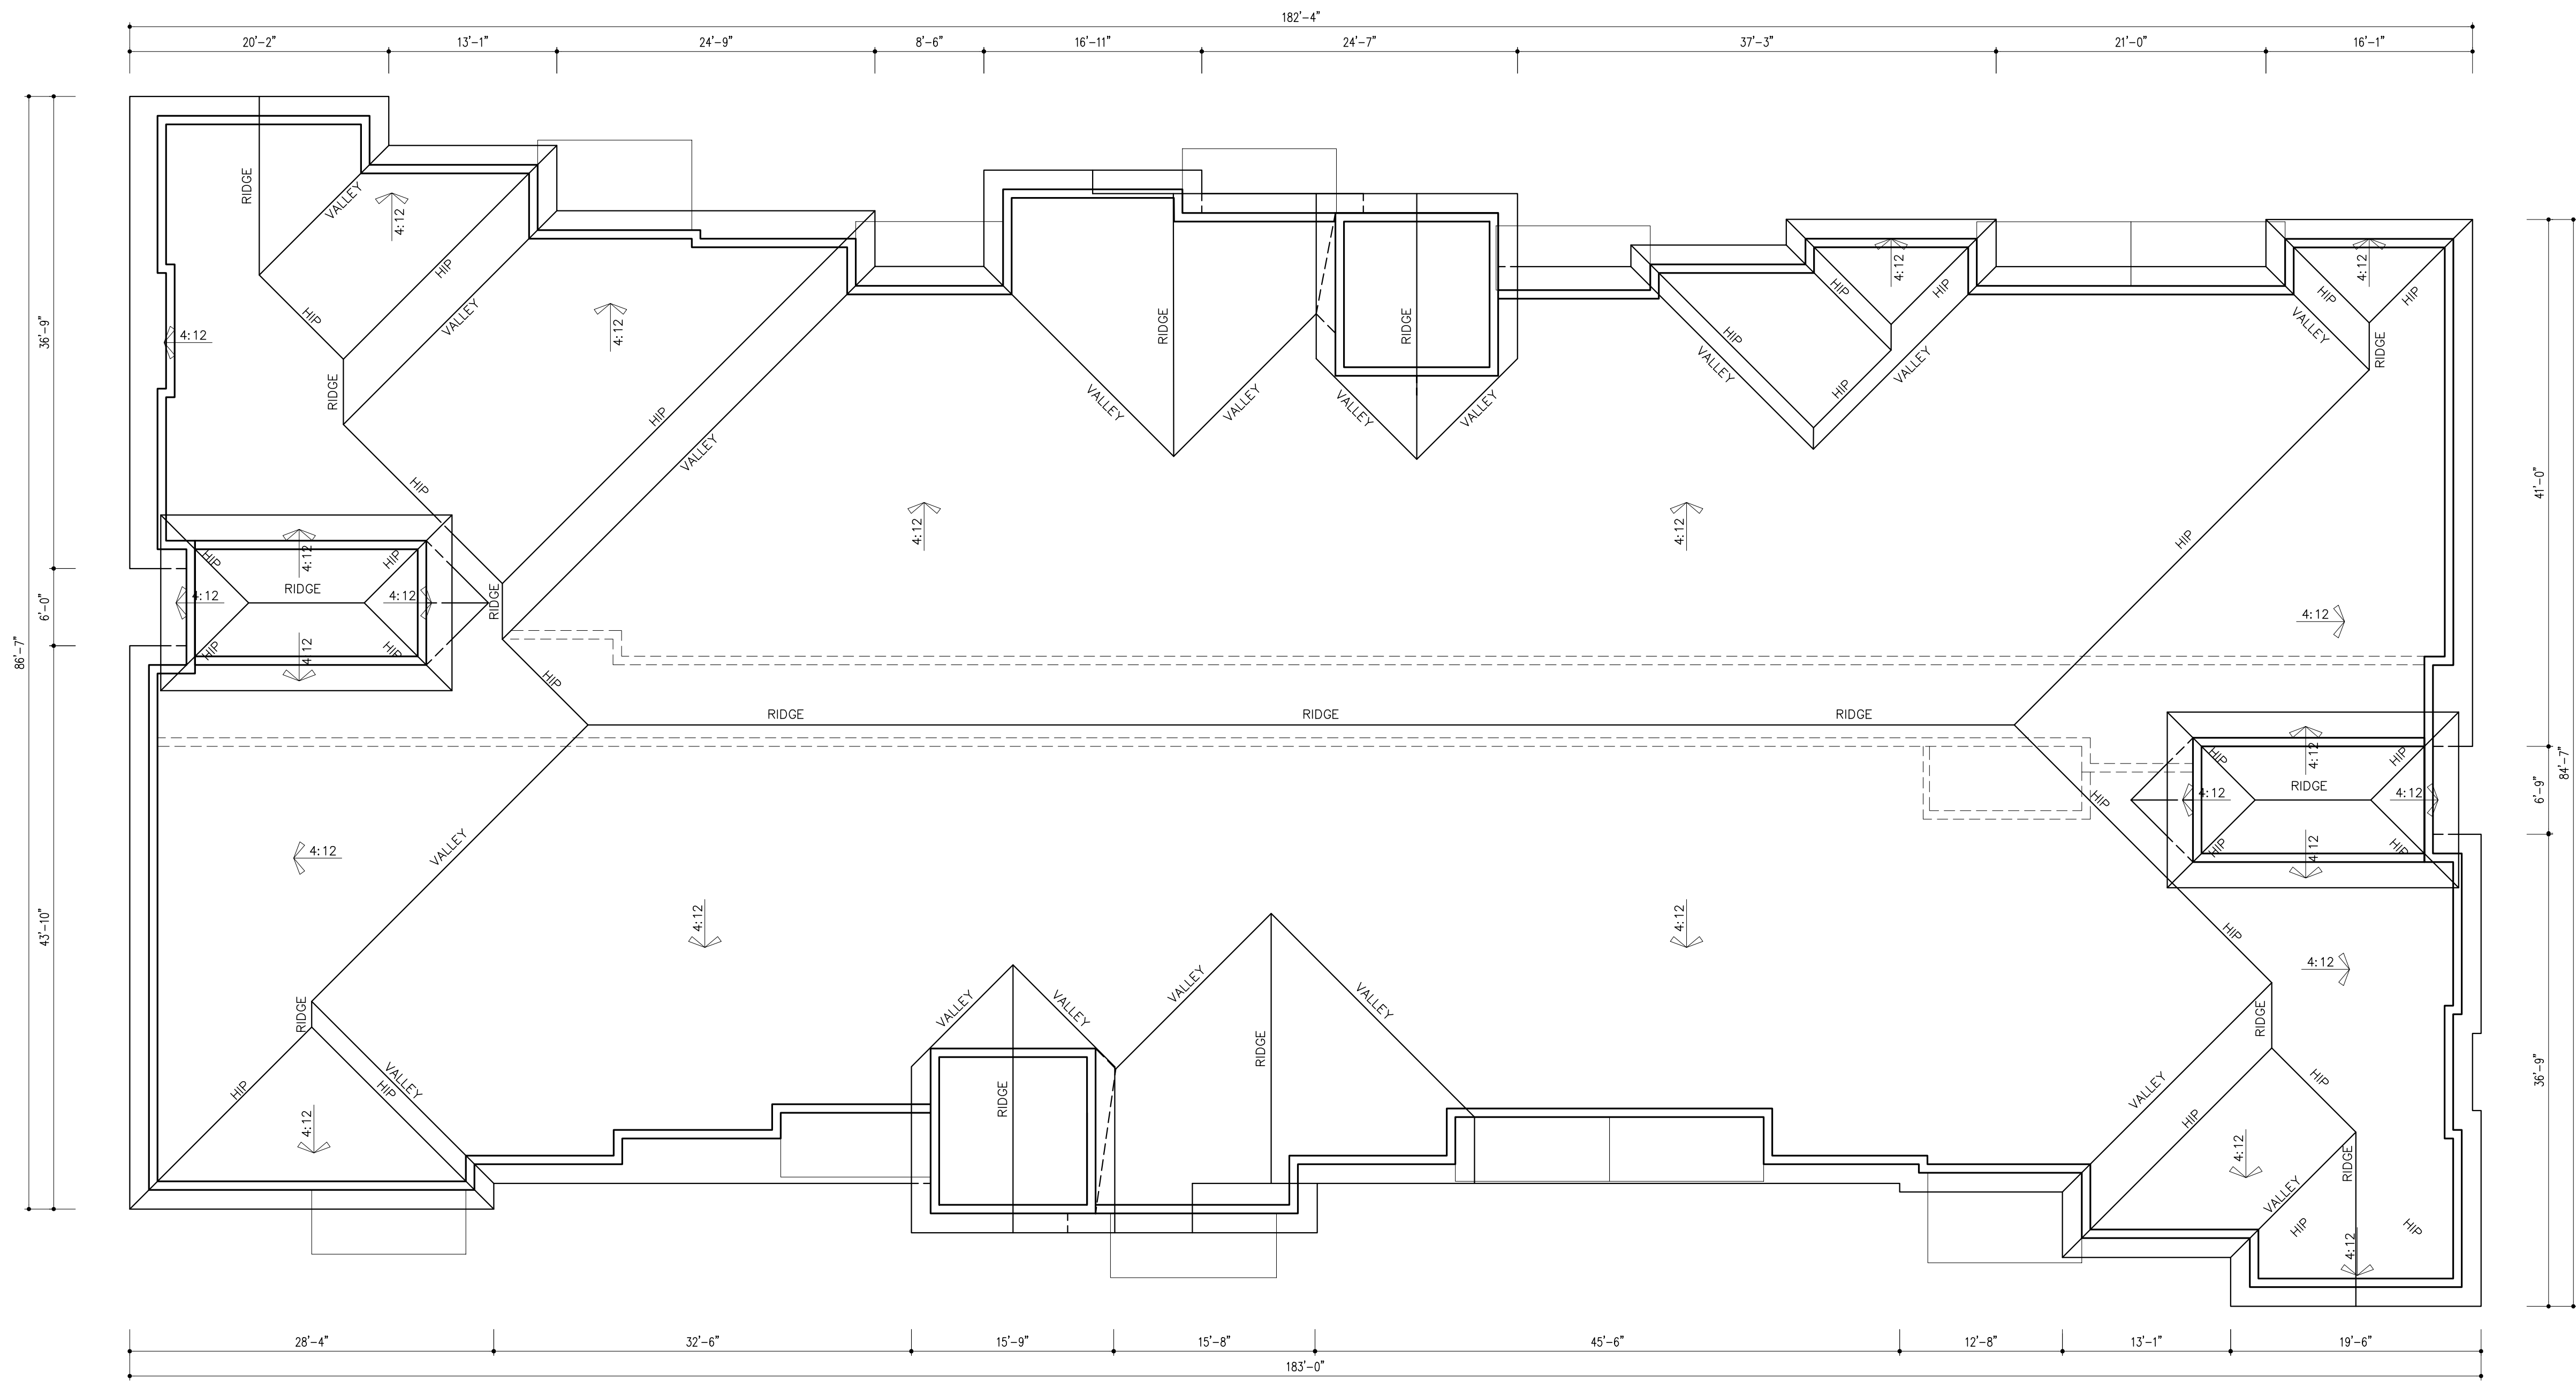 182'-4"
20'-2" 13'-1" 24'-9" 8'-6" 16'-11" 24'-7" 37'-3" 21'-0" 16'-1"
RIDGE
VALLEY
4:12
HIP
HIP
VALLEY
4:12
RIDGE
4:12
RIDGE
VALLEY
VALLEY
RIDGE
VALLEY
VALLEY
4:12
HIP
HIP
HIP
VALLEY
HIP
VALLEY
4:12
HIP
HIP
VALLEY
RIDGE
36'-9"
4:12
HIP
HIP
VALLEY
4:12
4:12
HIP
41'-0"
HIP
4:12
HIP
RIDGE
4:12
4:12
HIP
4:12
HIP
RIDGE
6'-0"
86'-7"
4:12
HIP
RIDGE
RIDGE
RIDGE
HIP
4:12
HIP
RIDGE
4:12
4:12
HIP
4:12
HIP
6'-9"
84'-7"
HIP
VALLEY
4:12
43'-10"
4:12
4:12
HIP
4:12
RIDGE
HIP
VALLEY
HIP
4:12
VALLEY
VALLEY
RIDGE
VALLEY
VALLEY
RIDGE
RIDGE
VALLEY
HIP
HIP
4:12
RIDGE
VALLEY
HIP
HIP
4:12
36'-9"
28'-4" 32'-6" 15'-9" 15'-8" 45'-6" 12'-8" 13'-1" 19'-6"
183'-0"